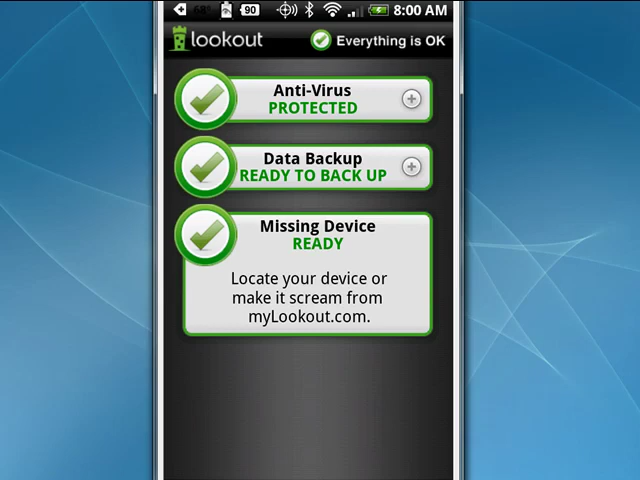 68° 90 8:00 AM
lookout Everything is OK
Anti-Virus
PROTECTED
Data Backup
READY TO BACK UP
Missing Device
READY
Locate your device or
make it scream from
myLookout.com.